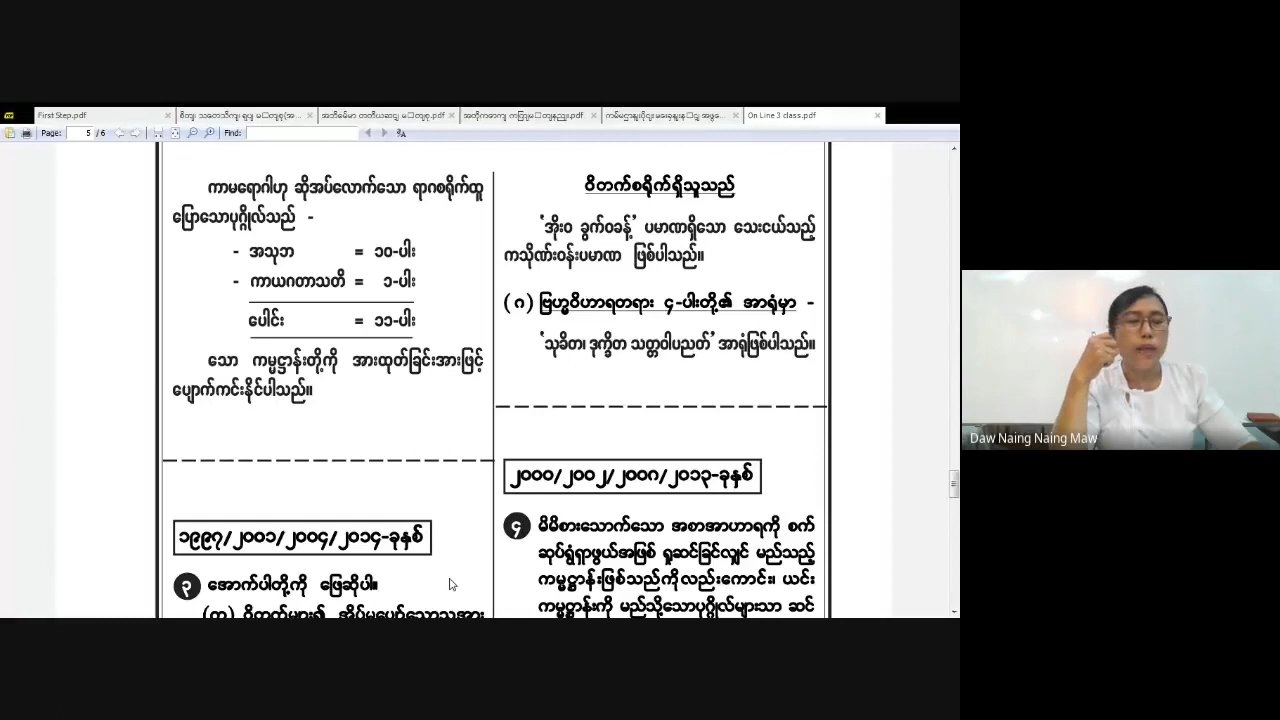 First Step.pdf
On Line 3 class.pdf
Page: 5 / 6 Find:
ကာမရောဂါဟု ဆိုအပ်လောက်သော ရာဂစရိုက်ထူ
ပြောသောပုဂ္ဂိုလ်သည် -
- အသုဘ = ၁၀-ပါး
- ကာယဂတာသတိ = ၁-ပါး
ပေါင်း = ၁၁-ပါး
သော ကမ္မဋ္ဌာန်းတို့ကို အားထုတ်ခြင်းအားဖြင့်
ပျောက်ကင်းနိုင်ပါသည်။
၁၉၉၇/၂၀၀၁/၂၀၀၄/၂၀၁၄-ခုနှစ်
၃ အောက်ပါတို့ကို ဖြေဆိုပါ။
ဝိတက်စရိုက်ရှိသူသည်
'အိုးဝ ခွက်ဝခန့်' ပမာဏရှိသော သေးငယ်သည့်
ကသိုဏ်းဝန်းပမာဏ ဖြစ်ပါသည်။
(ဂ) ဗြဟ္မဝိဟာရတရား ၄-ပါးတို့၏ အာရုံမှာ -
'သုခိတ၊ ဒုက္ခိတ သတ္တဝါပညတ်' အာရုံဖြစ်ပါသည်။
၂၀၀၀/၂၀၀၂/၂၀၀၈/၂၀၁၃-ခုနှစ်
၄ မိမိစားသောက်သော အစာအာဟာရကို စက်
ဆုပ်ရွံရှာဖွယ်အဖြစ် ရှုဆင်ခြင်လျှင် မည်သည့်
ကမ္မဋ္ဌာန်းဖြစ်သည်ကိုလည်းကောင်း၊ ယင်း
ကမ္မဋ္ဌာန်းကို မည်သို့သောပုဂ္ဂိုလ်များသာ ဆင်
Daw Naing Naing Maw